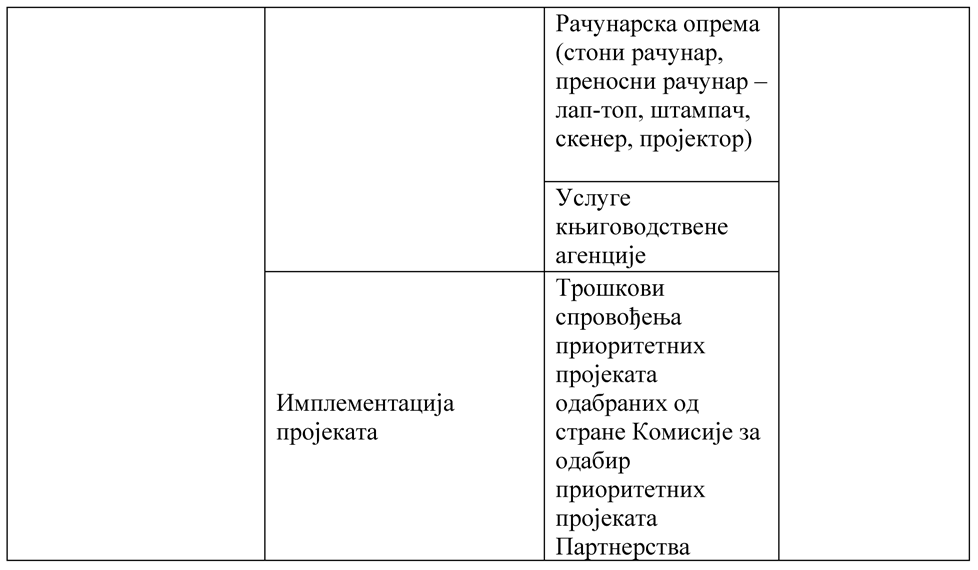 Рачунарска опрема
(стони рачунар,
преносни рачунар –
лап-топ, штампач,
скенер, пројектор)
Услуге
књиговодствене
агенције
Имплементација
пројеката
Трошкови
спровођења
приоритетних
пројеката
одабраних од
стране Комисије за
одабир
приоритетних
пројеката
Партнерства